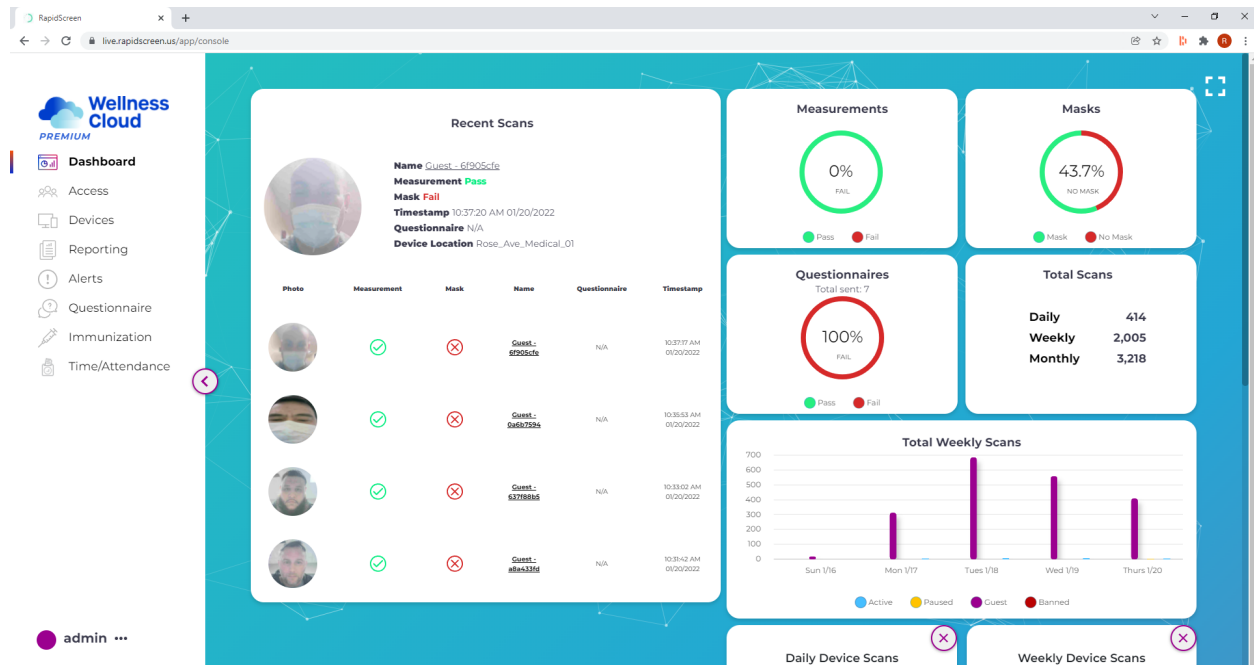 RapidScreen
live.rapidscreen.us/app/console
R
Wellness
Cloud
PREMIUM
Dashboard
Access
Devices
Reporting
Alerts
Questionnaire
Immunization
Time/Attendance
admin
Recent Scans
Name Guest - 6f905cfe
Measurement Pass
Mask Fail
Timestamp 10:37:20 AM 01/20/2022
Questionnaire N/A
Device Location Rose_Ave_Medical_01
Photo Measurement Mask Name Questionnaire Timestamp
Guest -
6f905cfe
N/A
10:37:17 AM
01/20/2022
Guest -
0a6b7594
N/A
10:35:53 AM
01/20/2022
Guest -
637f88b5
N/A
10:33:02 AM
01/20/2022
Guest -
a8a433fd
N/A
10:31:42 AM
01/20/2022
Measurements
0%
FAIL
Pass Fail
Masks
43.7%
NO MASK
Mask No Mask
Questionnaires
Total sent: 7
100%
FAIL
Pass Fail
Total Scans
Daily 414
Weekly 2,005
Monthly 3,218
Total Weekly Scans
700
600
500
400
300
200
100
0
Sun 1/16 Mon 1/17 Tues 1/18 Wed 1/19 Thurs 1/20
Active Paused Guest Banned
Daily Device Scans
Weekly Device Scans